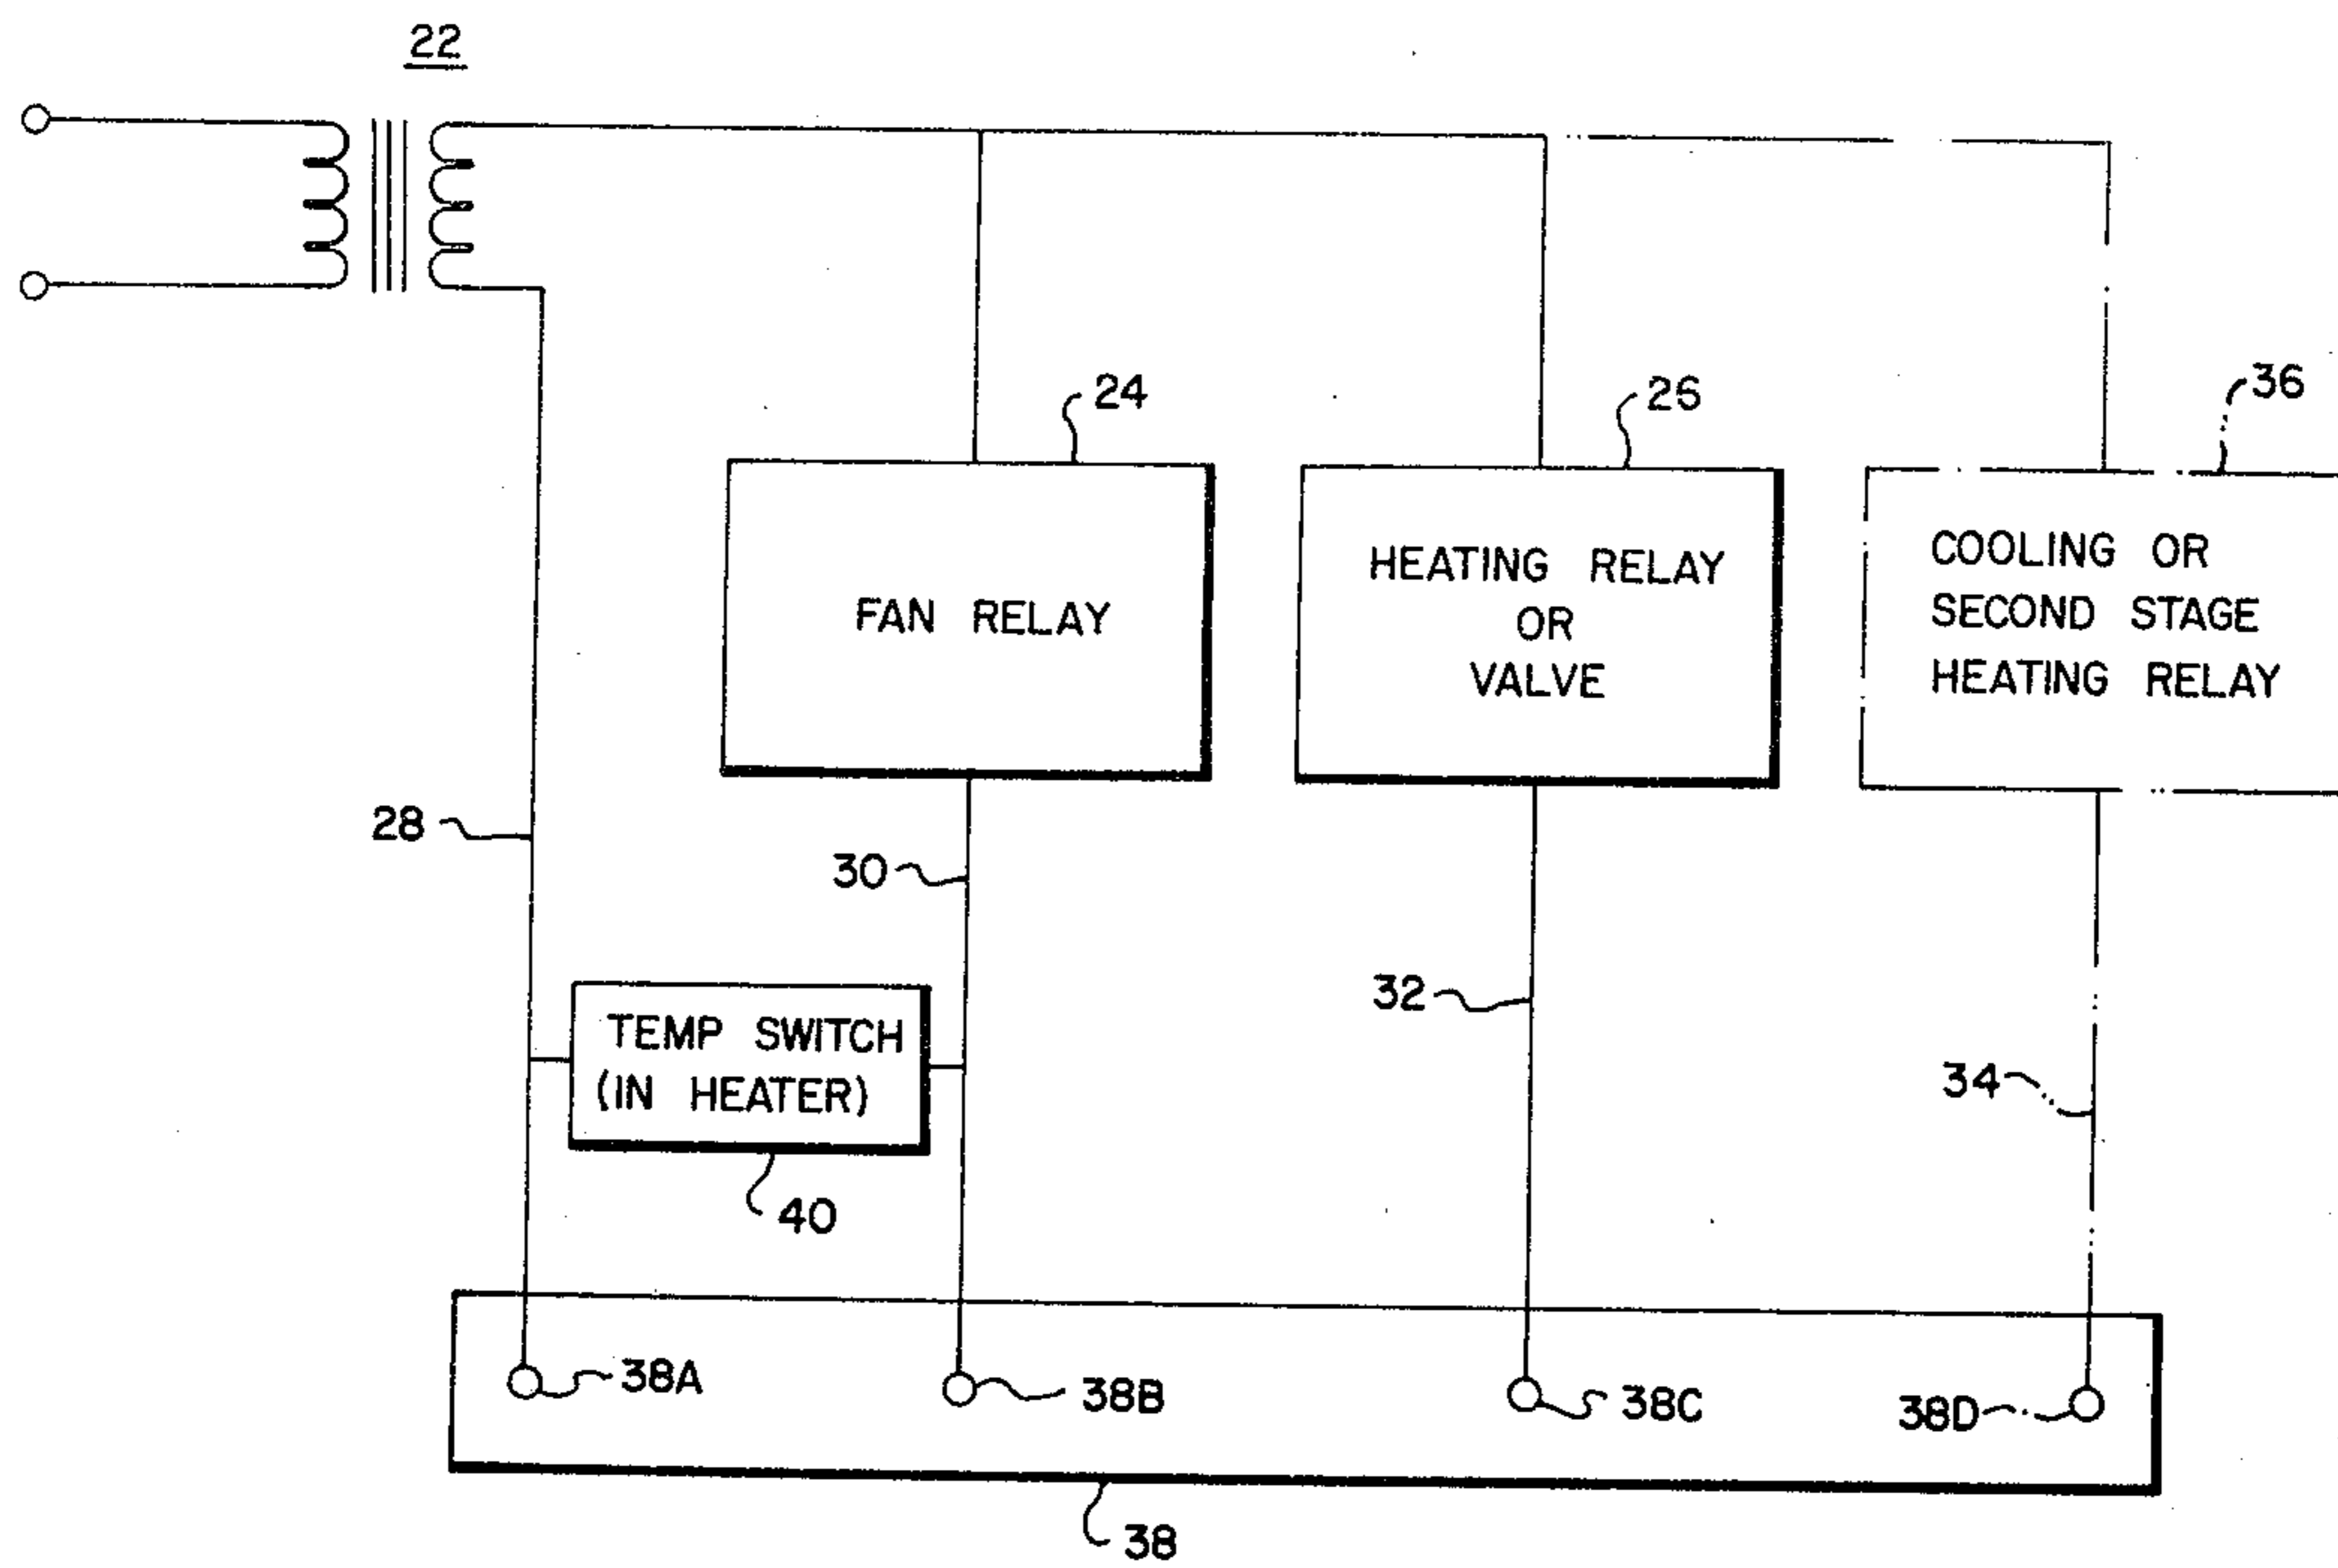 22
24
26
36
FAN RELAY
HEATING RELAY
OR
VALVE
COOLING OR
SECOND STAGE
HEATING RELAY
28
30
32
34
TEMP SWITCH
(IN HEATER)
40
38A
38B
38C
38D
38